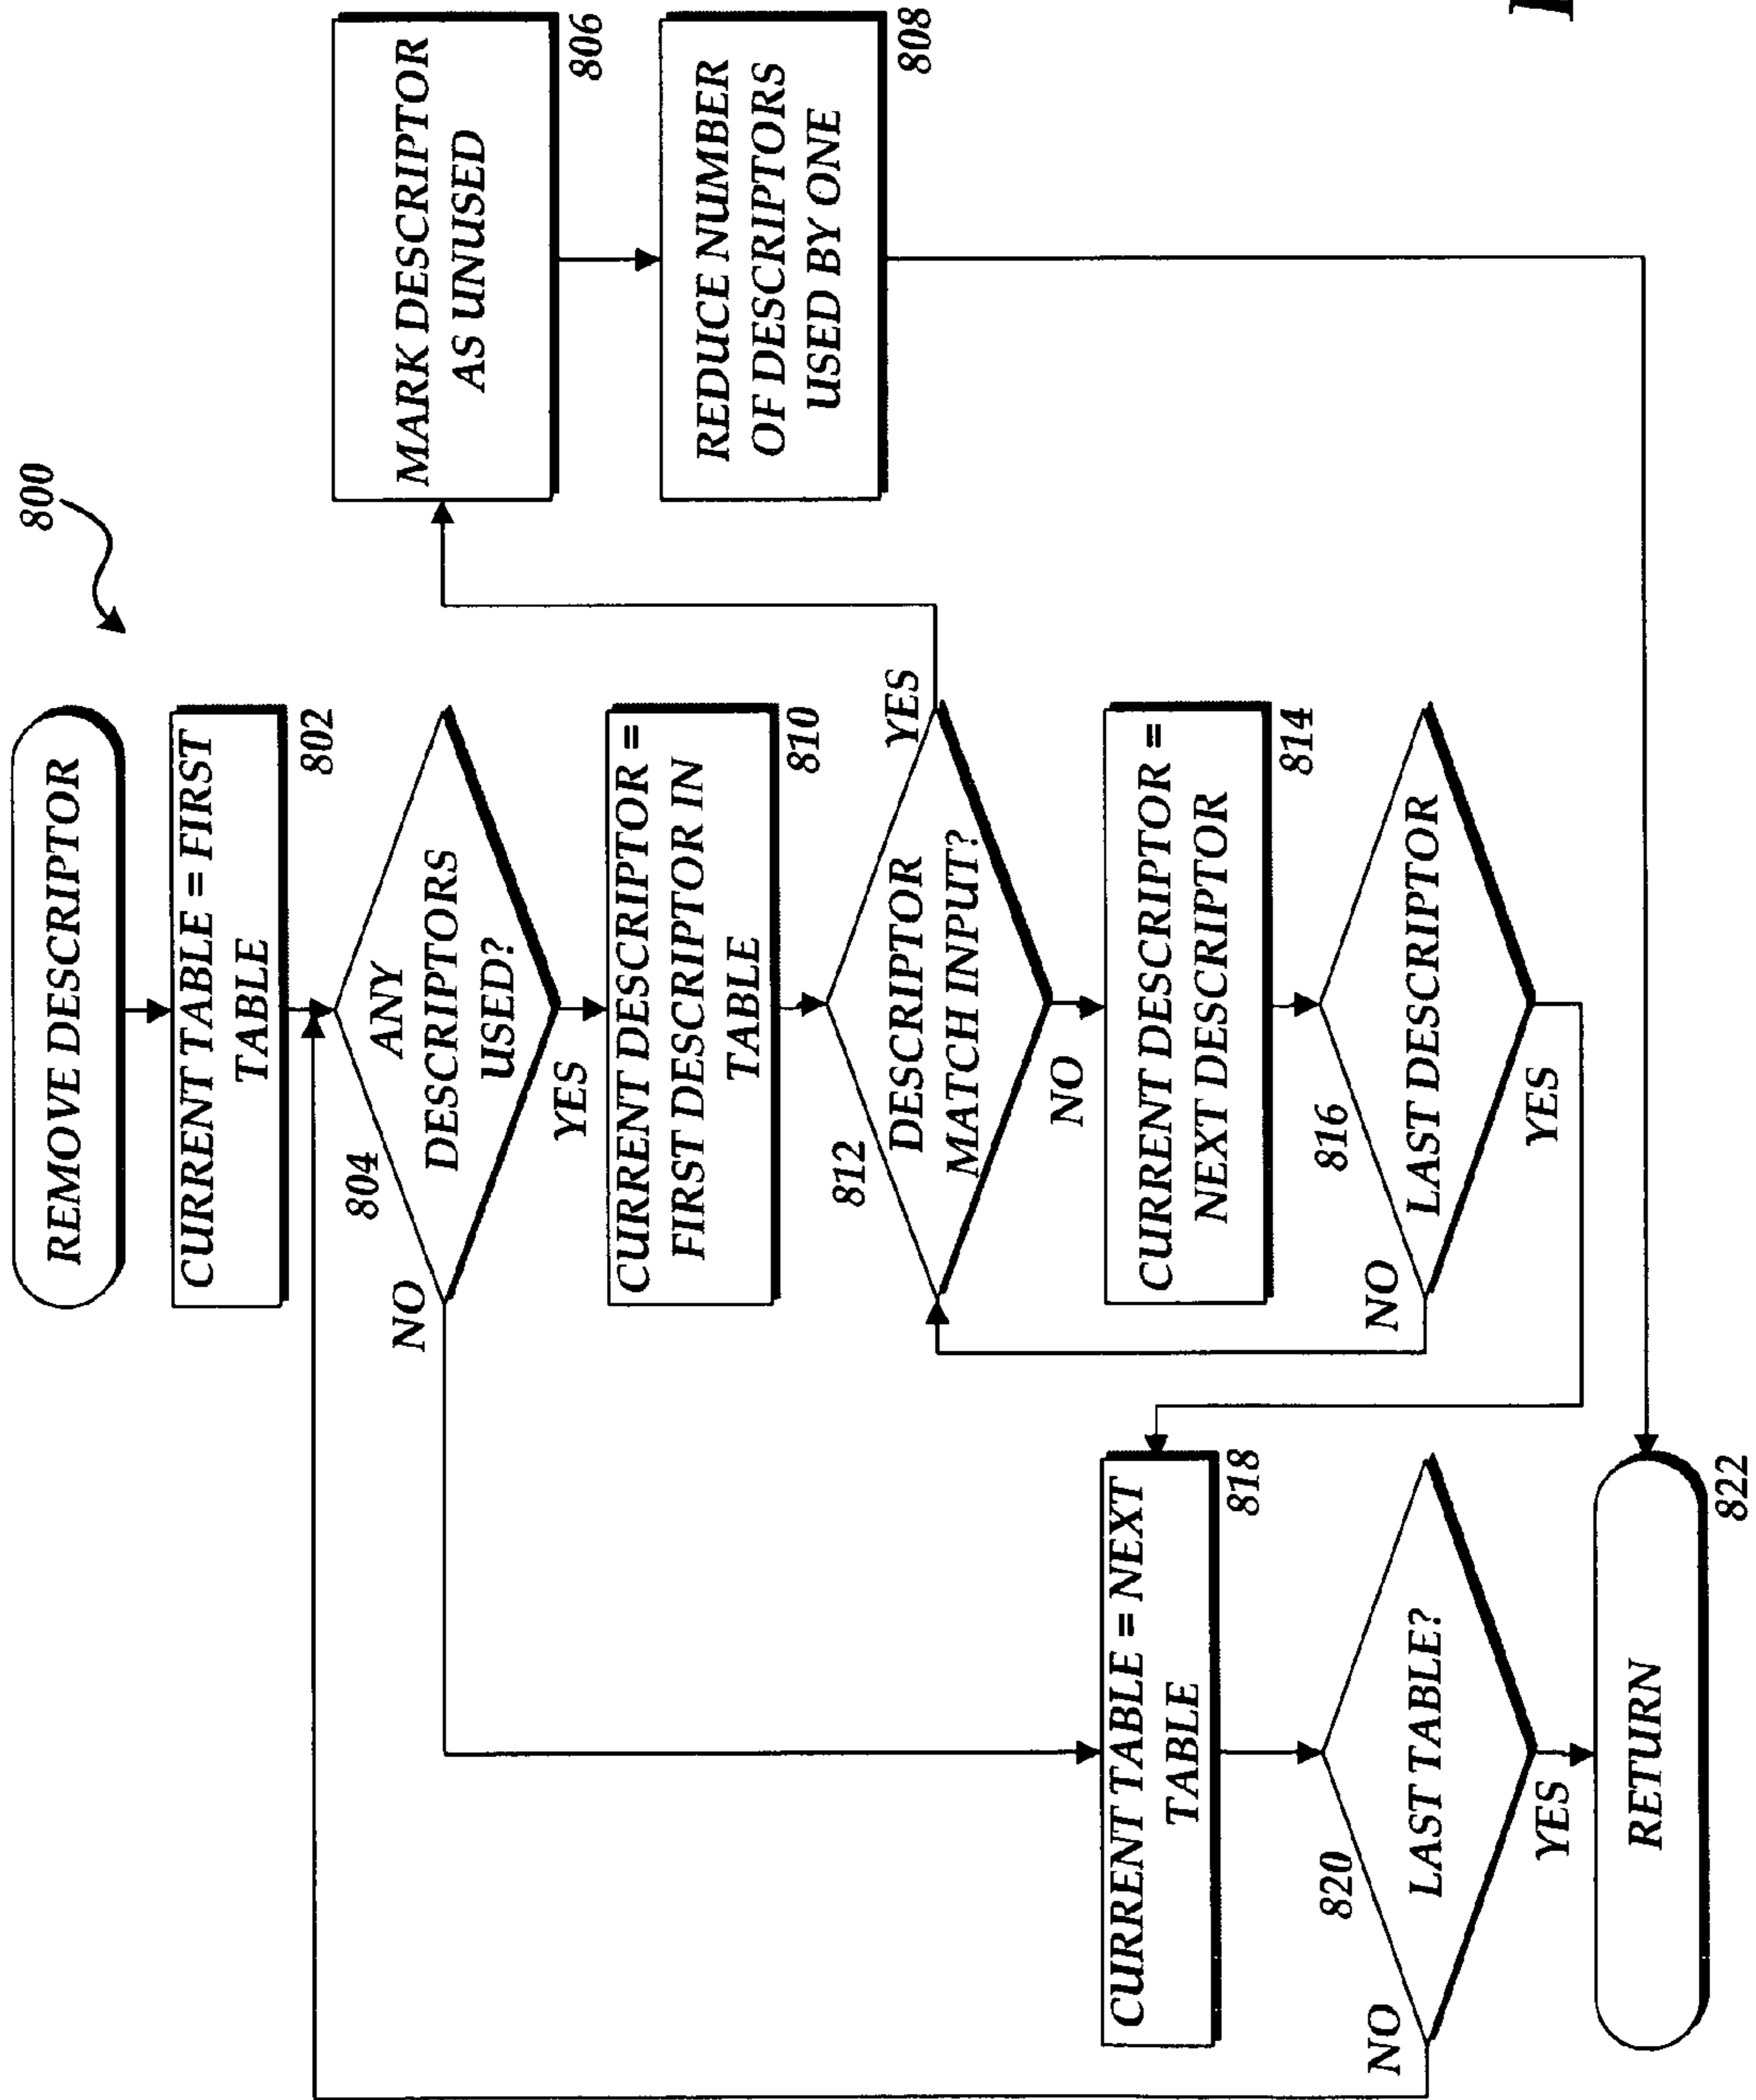 800
REMOVE DESCRIPTOR
CURRENT TABLE = FIRST
TABLE
802
804
ANY
DESCRIPTORS
USED?
NO
YES
CURRENT DESCRIPTOR =
FIRST DESCRIPTOR IN
TABLE
810
812
DESCRIPTOR
MATCH INPUT?
YES
NO
MARK DESCRIPTOR
AS UNUSED
806
REDUCE NUMBER
OF DESCRIPTORS
USED BY ONE
808
CURRENT DESCRIPTOR =
NEXT DESCRIPTOR
814
816
LAST DESCRIPTOR
NO
YES
CURRENT TABLE = NEXT
TABLE
818
820
LAST TABLE?
NO
YES
RETURN
822